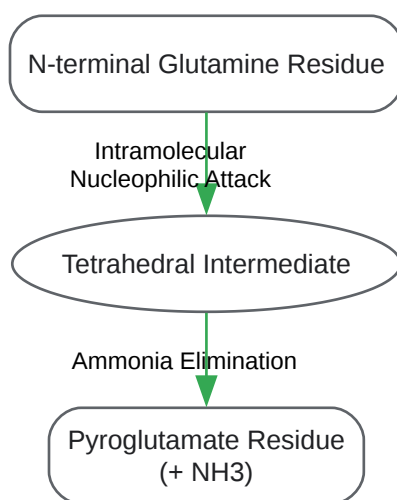 N-terminal Glutamine Residue
Intramolecular
Nucleophilic Attack
Tetrahedral Intermediate
Ammonia Elimination
Pyroglutamate Residue
(+ NH3)